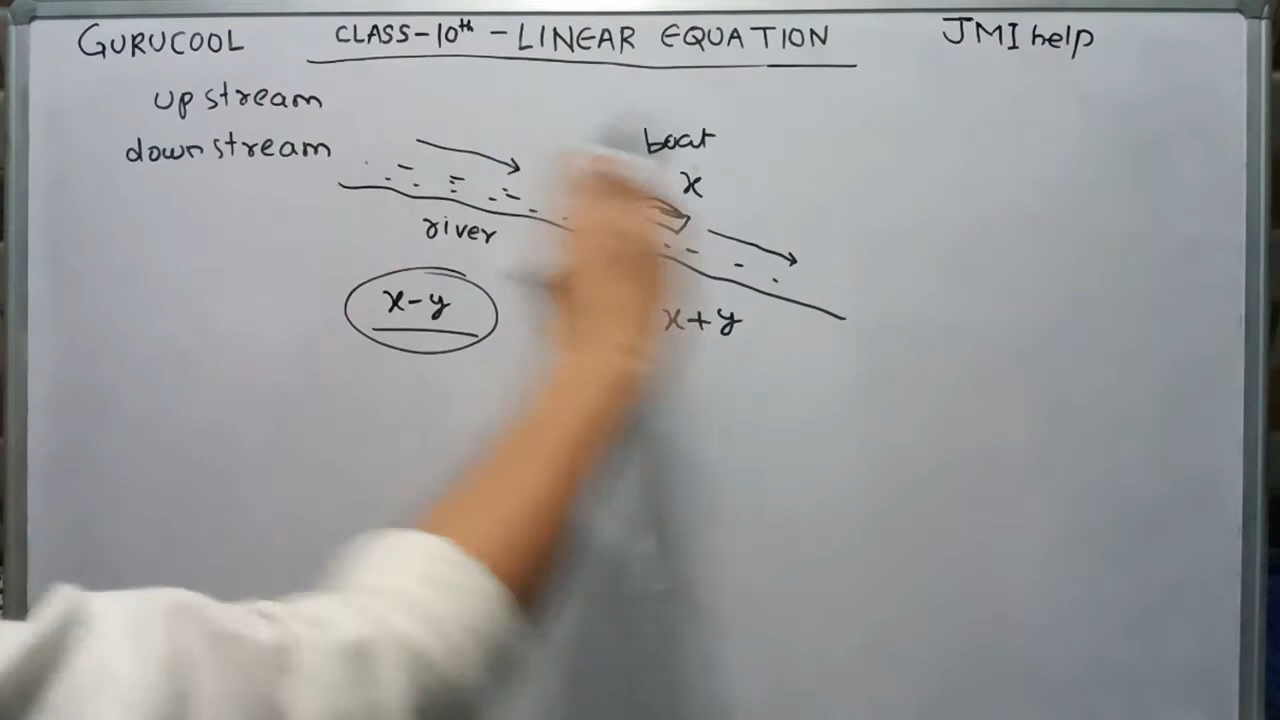 GURUCOOL
CLASS-10th - LINEAR EQUATION
JMI help
up stream
down stream
boat
x
river
x-y
x+y